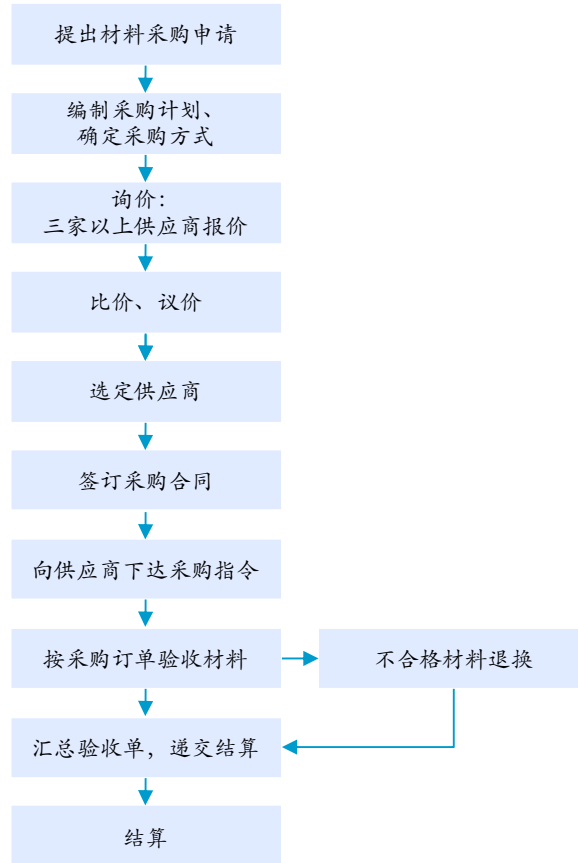 提出材料采购申请
编制采购计划、
确定采购方式
询价：
三家以上供应商报价
比价、议价
选定供应商
签订采购合同
向供应商下达采购指令
按采购订单验收材料
不合格材料退换
汇总验收单，递交结算
结算